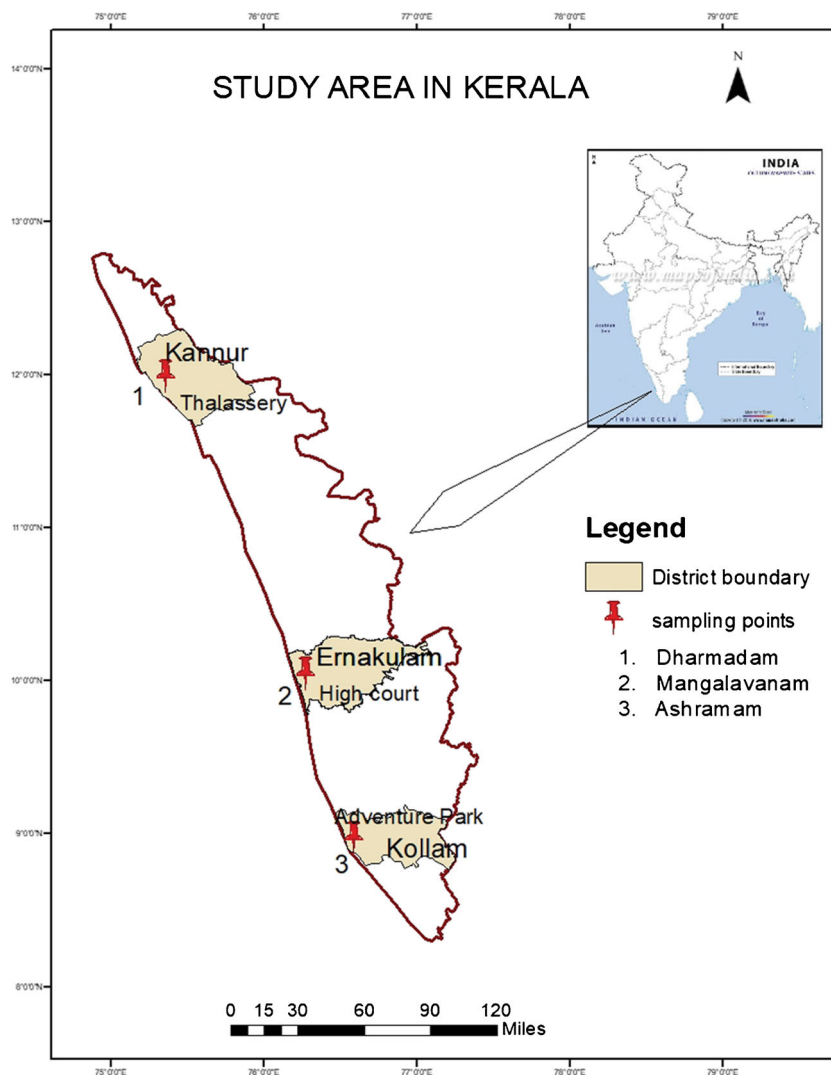 75°0'0"E 76°0'0"E 77°0'0"E 78°0'0"E 79°0'0"E
14°0'0"N
13°0'0"N
12°0'0"N
11°0'0"N
10°0'0"N
9°0'0"N
8°0'0"N
STUDY AREA IN KERALA
N
INDIA
www.mapsofindia.com
Arabian Sea
Bay of Bengal
INDIAN OCEAN
Kannur
1
Thalassery
Ernakulam
2
High court
Adventure Park
3
Kollam
Legend
District boundary
sampling points
1. Dharmadam
2. Mangalavanam
3. Ashramam
0 15 30 60 90 120
Miles
75°0'0"E 76°0'0"E 77°0'0"E 78°0'0"E 79°0'0"E